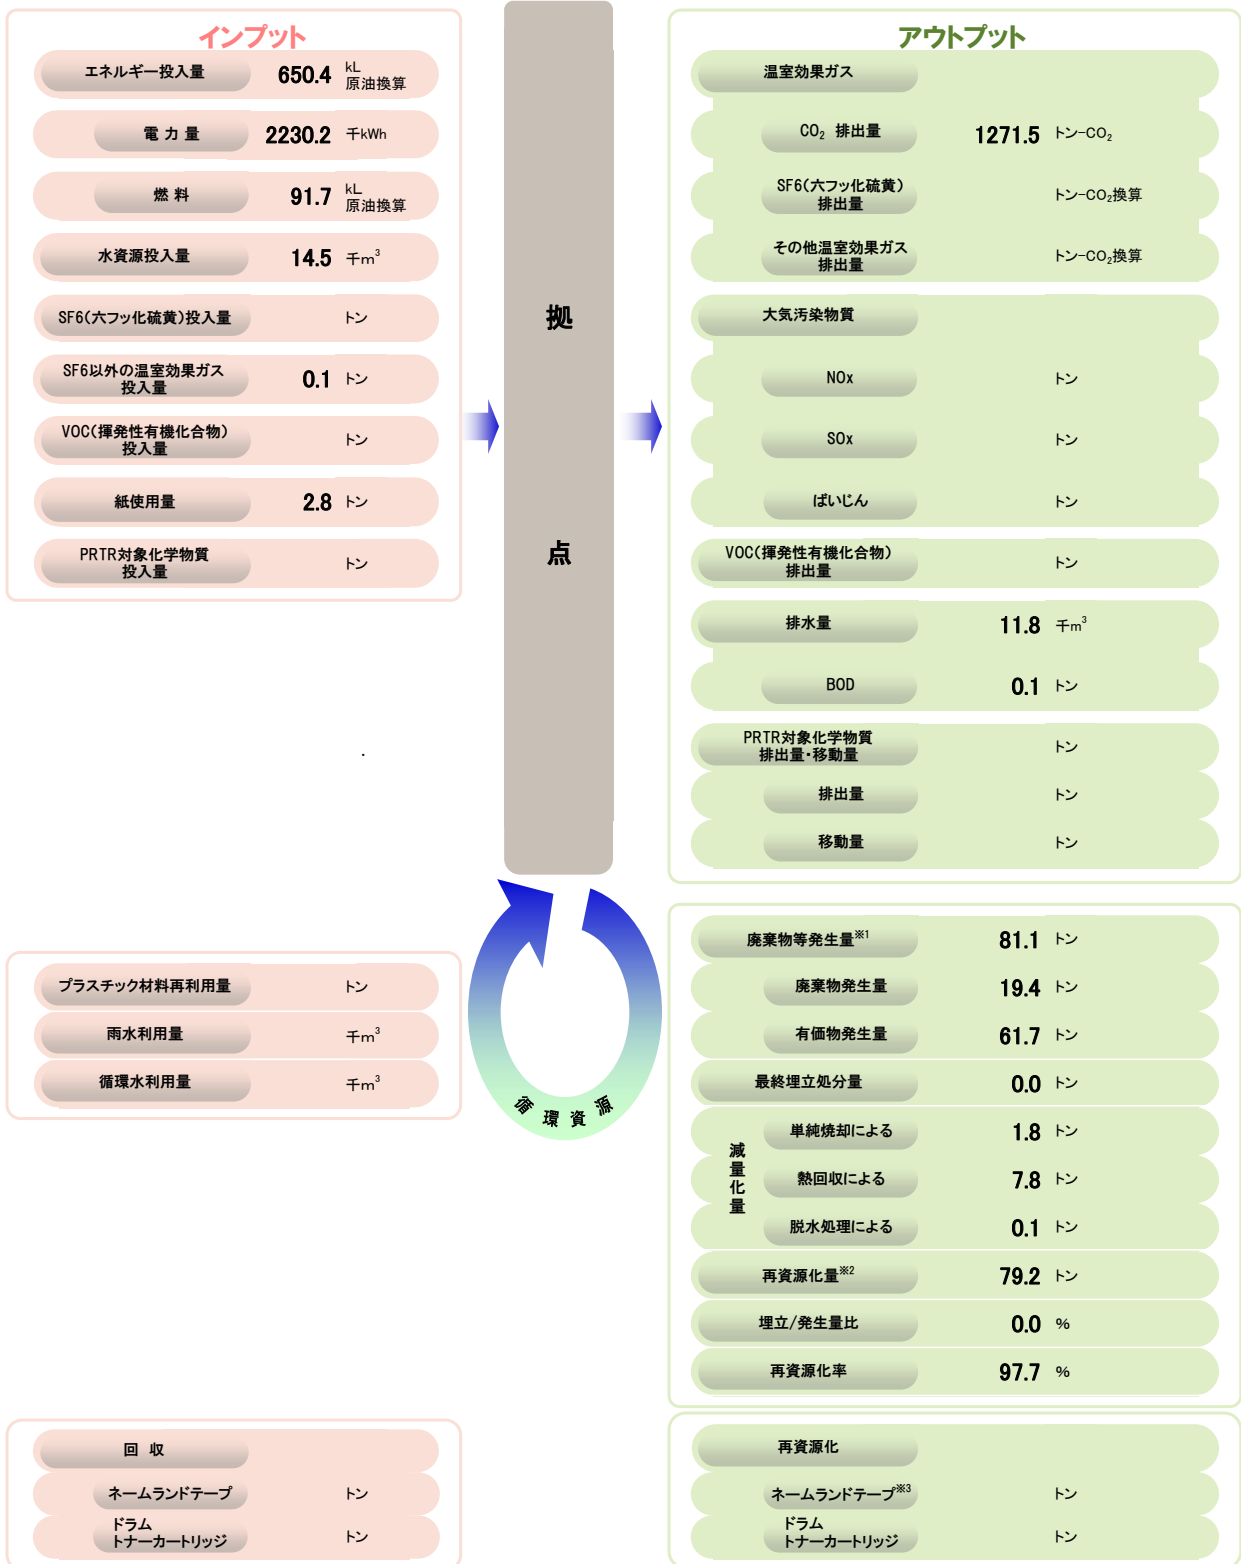 インプット
エネルギー投入量 650.4 kL
原油換算
電 力 量 2230.2 千kWh
燃 料 91.7 kL
原油換算
水資源投入量 14.5 千m³
SF6(六フッ化硫黄)投入量 トン
SF6以外の温室効果ガス
投入量 0.1 トン
VOC(揮発性有機化合物)
投入量 トン
紙使用量 2.8 トン
PRTR対象化学物質
投入量 トン
拠
点
アウトプット
温室効果ガス
CO₂ 排出量 1271.5 トン-CO₂
SF6(六フッ化硫黄)
排出量 トン-CO₂換算
その他温室効果ガス
排出量 トン-CO₂換算
大気汚染物質
NOx トン
SOx トン
ばいじん トン
VOC(揮発性有機化合物)
排出量 トン
排水量 11.8 千m³
BOD 0.1 トン
PRTR対象化学物質
排出量・移動量 トン
排出量 トン
移動量 トン
循環資源
プラスチック材料再利用量 トン
雨水利用量 千m³
循環水利用量 千m³
廃棄物等発生量※1 81.1 トン
廃棄物発生量 19.4 トン
有価物発生量 61.7 トン
最終埋立処分量 0.0 トン
減量化量
単純焼却による 1.8 トン
熱回収による 7.8 トン
脱水処理による 0.1 トン
再資源化量※2 79.2 トン
埋立/発生量比 0.0 %
再資源化率 97.7 %
回 収
ネームランドテープ トン
ドラム
トナーカートリッジ トン
再資源化
ネームランドテープ※3 トン
ドラム
トナーカートリッジ トン